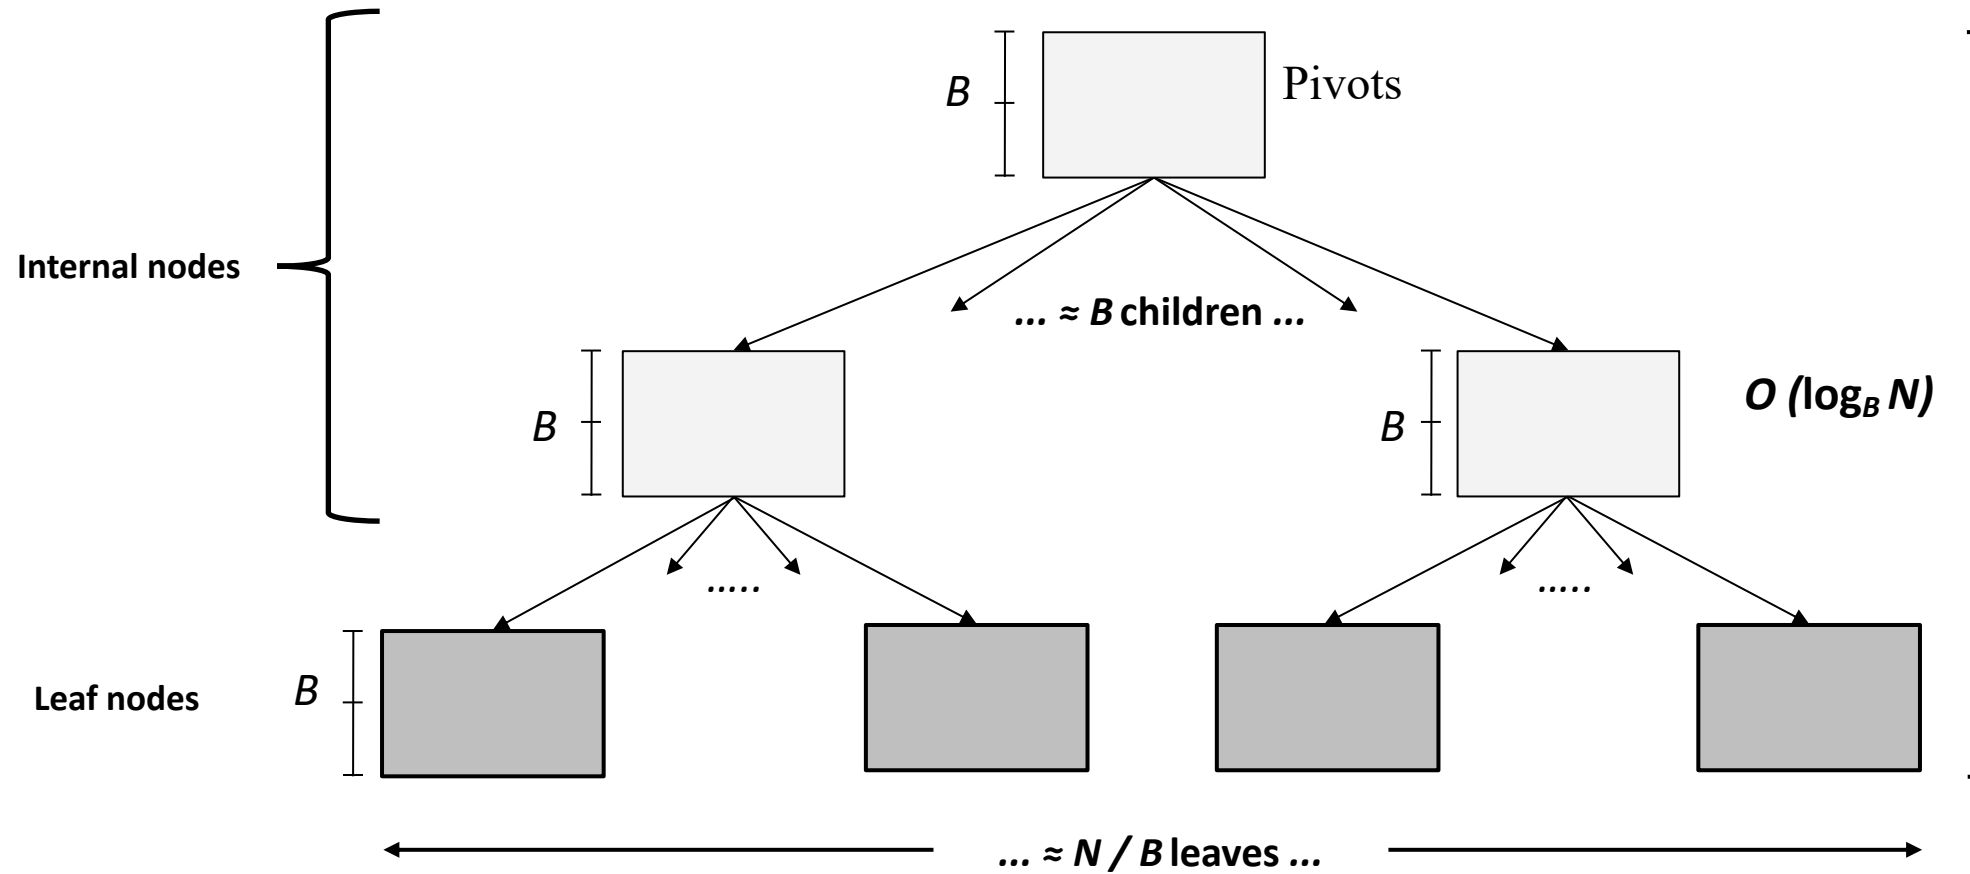 B
Pivots
Internal nodes
... ≈ B children ...
B
B
O (log_B N)
.....
.....
Leaf nodes
B
... ≈ N / B leaves ...